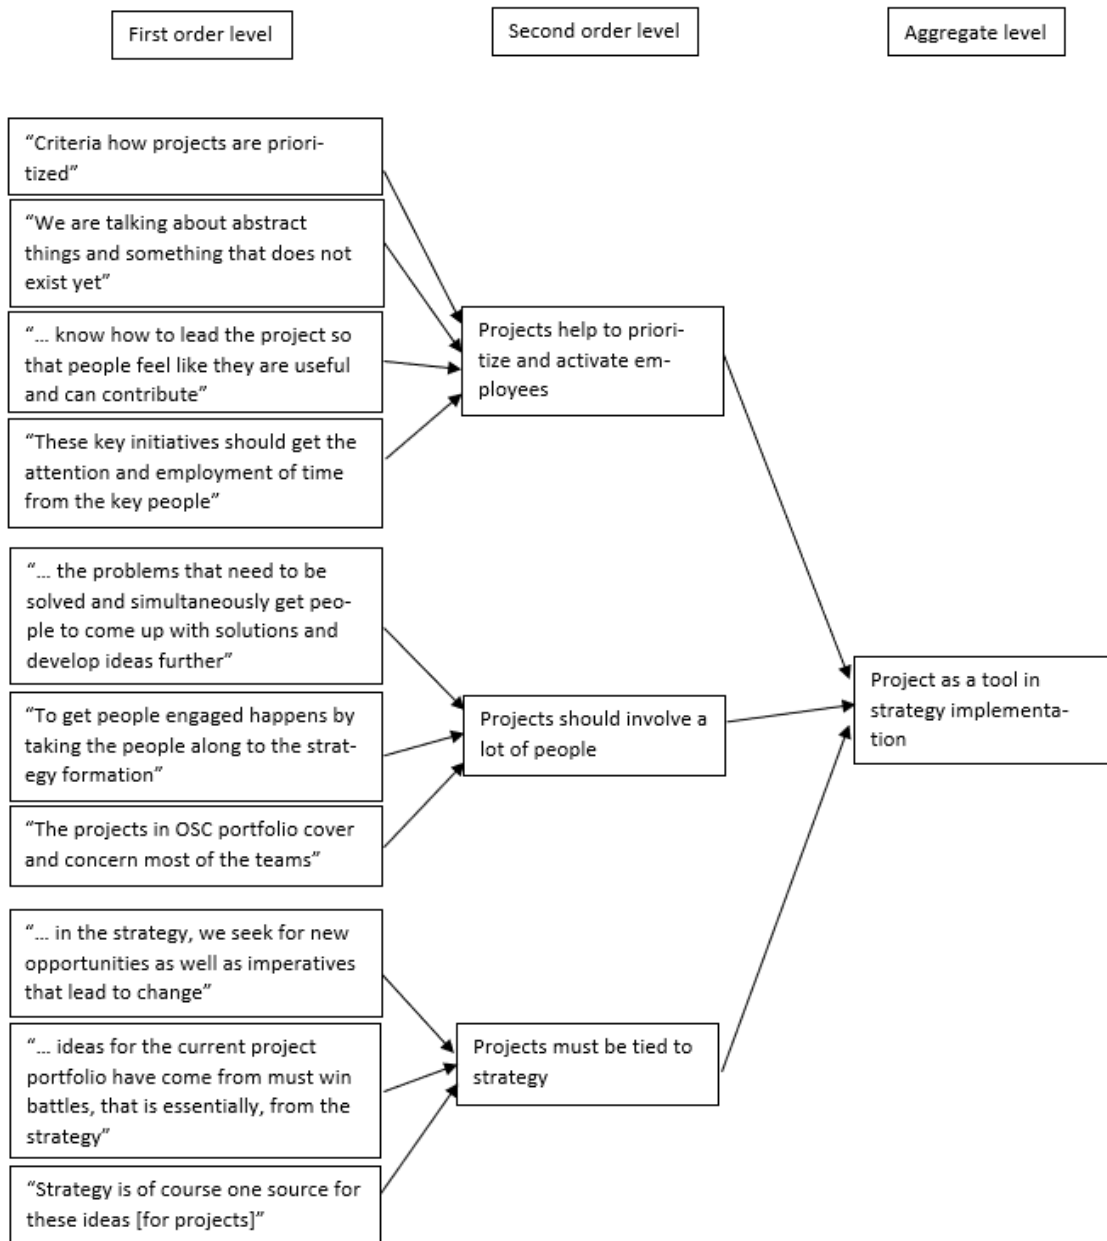 First order level
Second order level
Aggregate level
“Criteria how projects are priori-
tized”
“We are talking about abstract
things and something that does not
exist yet”
“... know how to lead the project so
that people feel like they are useful
and can contribute”
“These key initiatives should get the
attention and employment of time
from the key people”
Projects help to priori-
tize and activate em-
ployees
“... the problems that need to be
solved and simultaneously get peo-
ple to come up with solutions and
develop ideas further”
“To get people engaged happens by
taking the people along to the strat-
egy formation”
“The projects in OSC portfolio cover
and concern most of the teams”
Projects should involve a
lot of people
“... in the strategy, we seek for new
opportunities as well as imperatives
that lead to change”
“... ideas for the current project
portfolio have come from must win
battles, that is essentially, from the
strategy”
“Strategy is of course one source for
these ideas [for projects]”
Projects must be tied to
strategy
Project as a tool in
strategy implementa-
tion